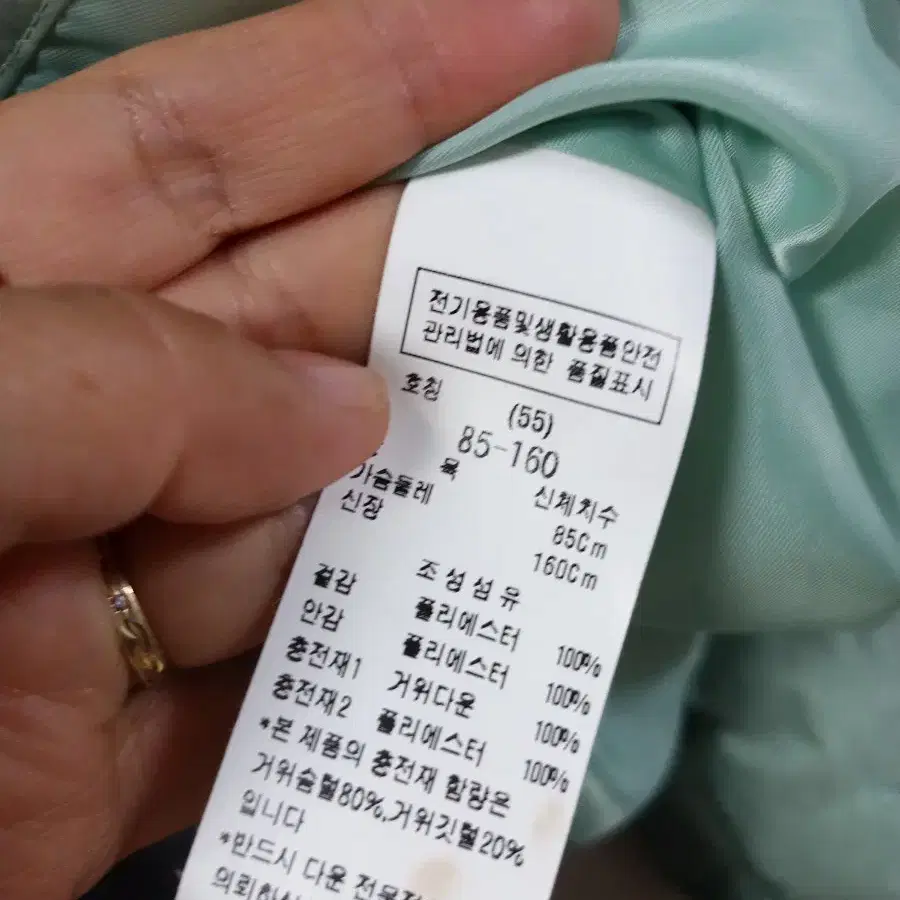 전기용품및생활용품안전
관리법에 의한 품질표시
호칭
(55)
85-160
목 신체치수
가슴둘레 85Cm
신장 160Cm
조성섬유
겉감 폴리에스터 100%
안감 폴리에스터 100%
충전재1 거위다운 100%
충전재2 폴리에스터 100%
*본 제품의 충전재 함량은
거위솜털80%,거위깃털20%
입니다
*반드시 다운